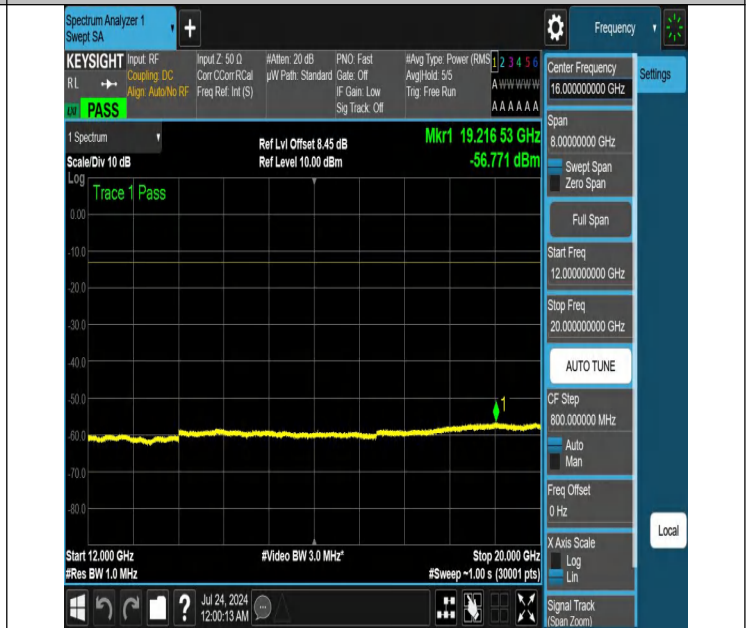 Spectrum Analyzer 1
Swept SA
+
Frequency
KEYSIGHT
Input: RF
Input Z: 50 Ω
#Atten: 20 dB
PNO: Fast
#Avg Type: Power (RMS
1 2 3 4 5 6
RL
Coupling: DC
Corr CCorr RCal
µW Path: Standard
Gate: Off
Avg|Hold: 5/5
A W W W W W
Align: Auto/No RF
Freq Ref: Int (S)
IF Gain: Low
Trig: Free Run
Sig Track: Off
A A A A A A
LXI PASS
1 Spectrum
Ref Lvl Offset 8.45 dB
Mkr1 19.216 53 GHz
Scale/Div 10 dB
Ref Level 10.00 dBm
-56.771 dBm
Log
Trace 1 Pass
0.00
-10.0
-20.0
-30.0
-40.0
-50.0
-60.0
-70.0
-80.0
1
Start 12.000 GHz
#Video BW 3.0 MHz*
Stop 20.000 GHz
#Res BW 1.0 MHz
#Sweep ~1.00 s (30001 pts)
Center Frequency
16.000000000 GHz
Settings
Span
8.00000000 GHz
Swept Span
Zero Span
Full Span
Start Freq
12.000000000 GHz
Stop Freq
20.000000000 GHz
AUTO TUNE
CF Step
800.000000 MHz
Auto
Man
Freq Offset
0 Hz
X Axis Scale
Log
Lin
Local
Signal Track
(Span Zoom)
?
Jul 24, 2024
12:00:13 AM